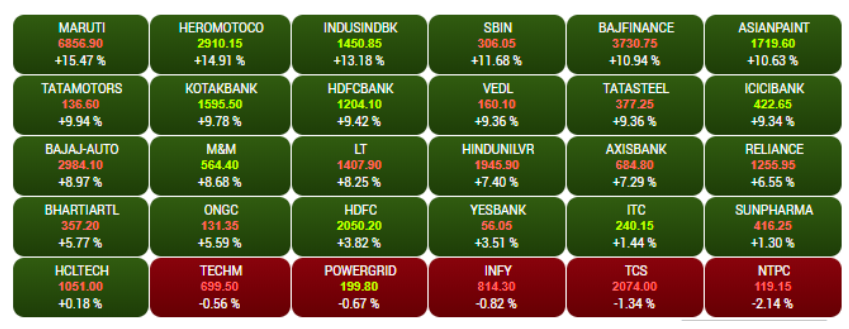 MARUTI HEROMOTOCO INDUSINDBK SBIN BAJFINANCE ASIANPAINT
6856.90 2910.15 1450.85 306.05 3730.75 1719.60
+15.47 % +14.91 % +13.18 % +11.68 % +10.94 % +10.63 %
TATAMOTORS KOTAKBANK HDFCBANK VEDL TATASTEEL ICICIBANK
136.60 1595.50 1204.10 160.10 377.25 422.65
+9.94 % +9.78 % +9.42 % +9.36 % +9.36 % +9.34 %
BAJAJ-AUTO M&M LT HINDUNILVR AXISBANK RELIANCE
2984.10 564.40 1407.90 1945.90 684.80 1255.95
+8.97 % +8.68 % +8.25 % +7.40 % +7.29 % +6.55 %
BHARTIARTL ONGC HDFC YESBANK ITC SUNPHARMA
357.20 131.35 2050.20 56.05 240.15 416.25
+5.77 % +5.59 % +3.82 % +3.51 % +1.44 % +1.30 %
HCLTECH TECHM POWERGRID INFY TCS NTPC
1051.00 699.50 199.80 814.30 2074.00 119.15
+0.18 % -0.56 % -0.67 % -0.82 % -1.34 % -2.14 %